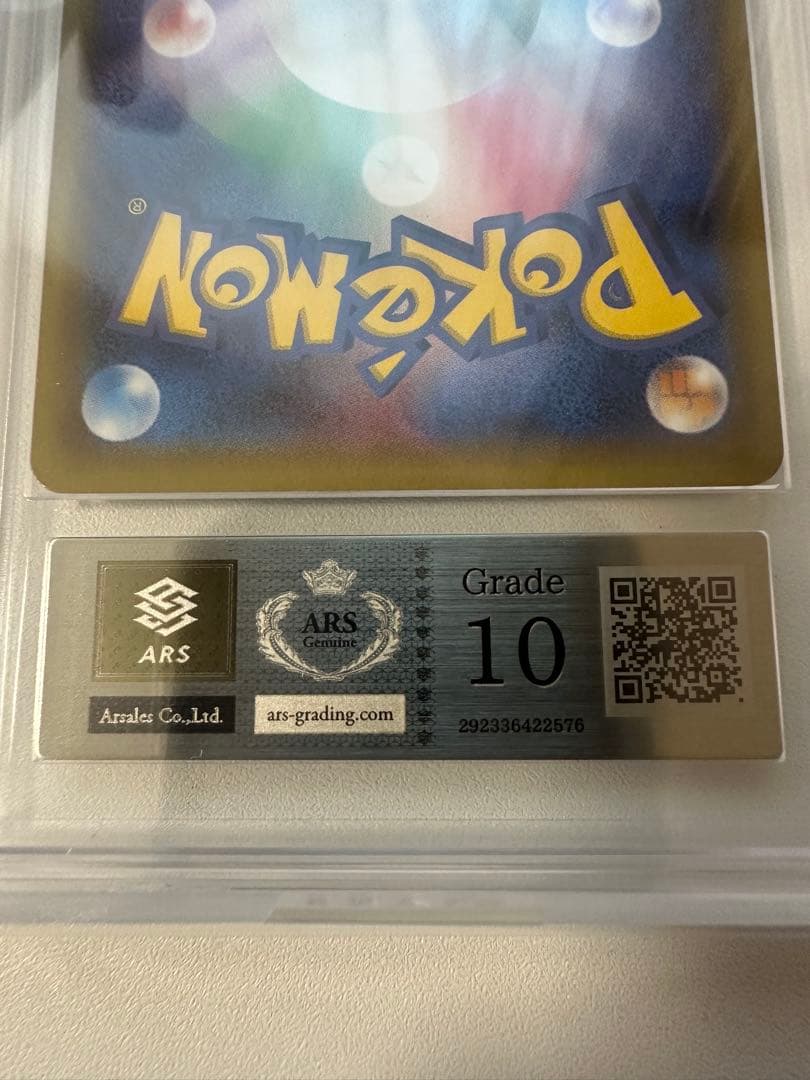 Pokémon
®
ARS
Arsales Co.,Ltd.
ARS
Genuine
ars-grading.com
Grade
10
292336422576